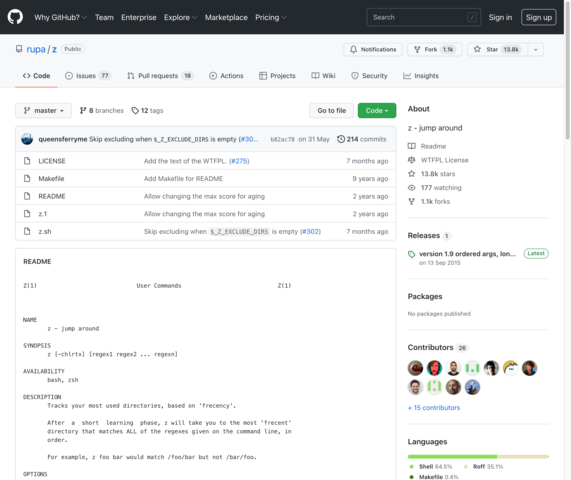 Why GitHub? Team Enterprise Explore Marketplace Pricing Search / Sign in Sign up
rupa / z Public Notifications Fork 1.1k Star 13.8k
Code Issues 77 Pull requests 18 Actions Projects Wiki Security Insights
master 8 branches 12 tags Go to file Code
queensferryme Skip excluding when $_Z_EXCLUDE_DIRS is empty (#30... b82ac78 on 31 May 214 commits
LICENSE Add the text of the WTFPL. (#275) 7 months ago
Makefile Add Makefile for README 9 years ago
README Allow changing the max score for aging 2 years ago
z.1 Allow changing the max score for aging 2 years ago
z.sh Skip excluding when $_Z_EXCLUDE_DIRS is empty (#302) 7 months ago
README
Z(1) User Commands Z(1)
NAME
z - jump around
SYNOPSIS
z [-chlrtx] [regex1 regex2 ... regexn]
AVAILABILITY
bash, zsh
DESCRIPTION
Tracks your most used directories, based on 'frecency'.
After a short learning phase, z will take you to the most 'frecent'
directory that matches ALL of the regexes given on the command line, in
order.
For example, z foo bar would match /foo/bar but not /bar/foo.
OPTIONS
About
z - jump around
Readme
WTFPL License
13.8k stars
177 watching
1.1k forks
Releases 1
version 1.9 ordered args, lon... Latest
on 13 Sep 2015
Packages
No packages published
Contributors 26
+ 15 contributors
Languages
Shell 64.5% Roff 35.1%
Makefile 0.4%